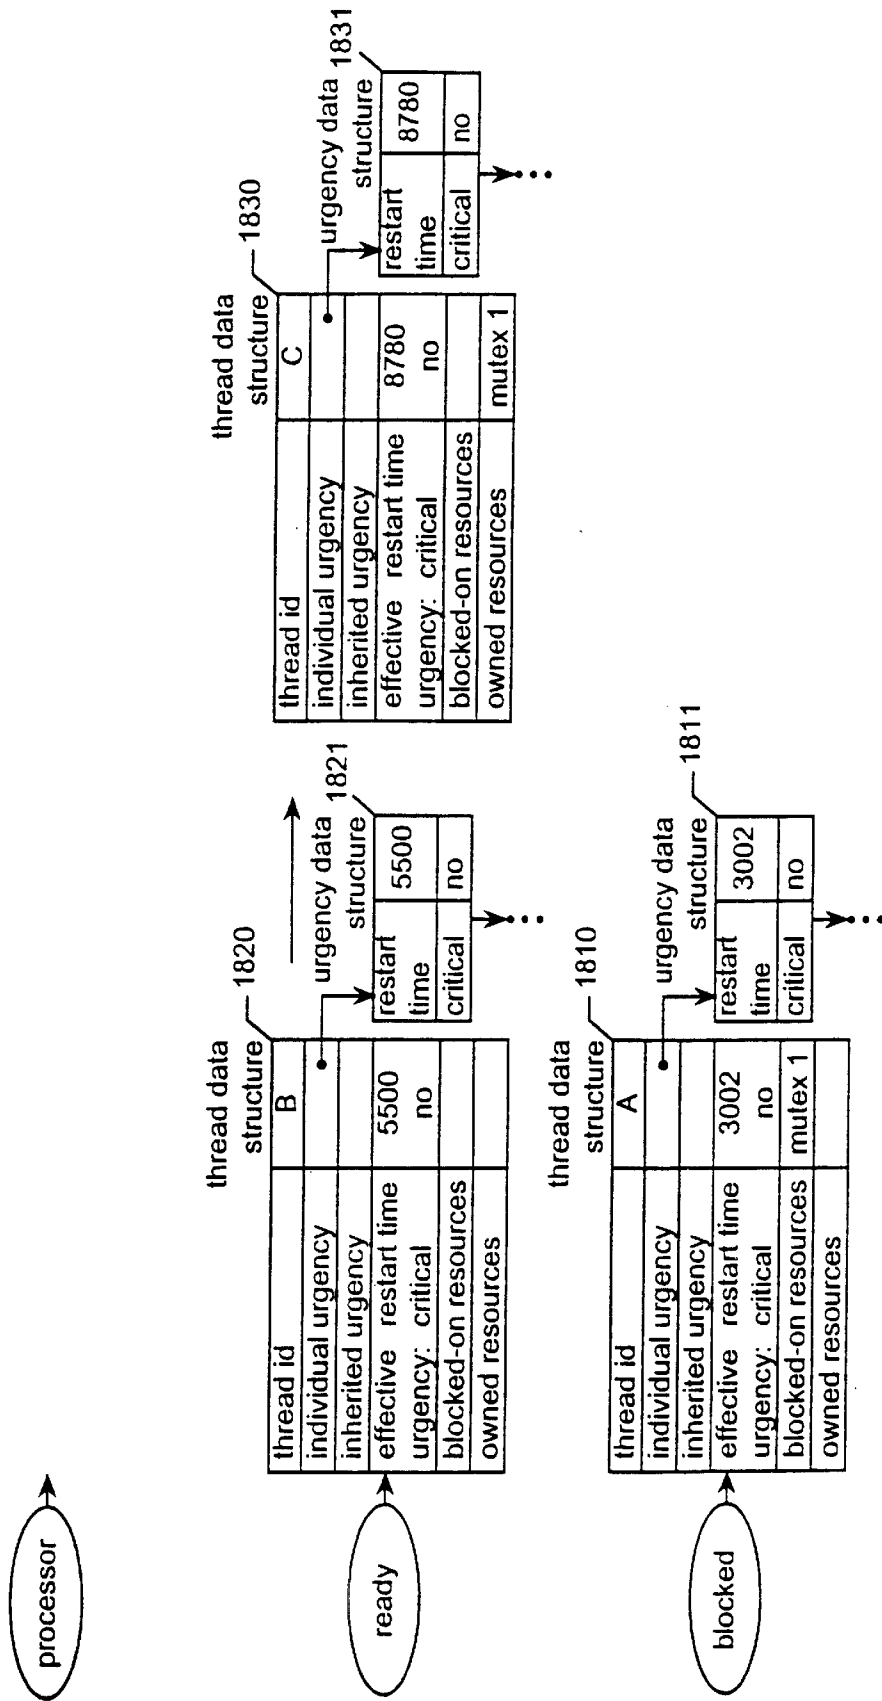 processor
ready
thread data
structure
1820
thread id
B
individual urgency
inherited urgency
effective restart time
5500
urgency: critical
no
blocked-on resources
owned resources
urgency data
structure
1821
restart
time
5500
critical
no
thread data
structure
1830
thread id
C
individual urgency
inherited urgency
effective restart time
8780
urgency: critical
no
blocked-on resources
owned resources
mutex 1
urgency data
structure
1831
restart
time
8780
critical
no
blocked
thread data
structure
1810
thread id
A
individual urgency
inherited urgency
effective restart time
3002
urgency: critical
no
blocked-on resources
mutex 1
owned resources
urgency data
structure
1811
restart
time
3002
critical
no